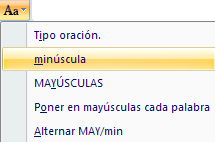 Aa
Tipo oración.
minúscula
MAYÚSCULAS
Poner en mayúsculas cada palabra
Alternar MAY/min